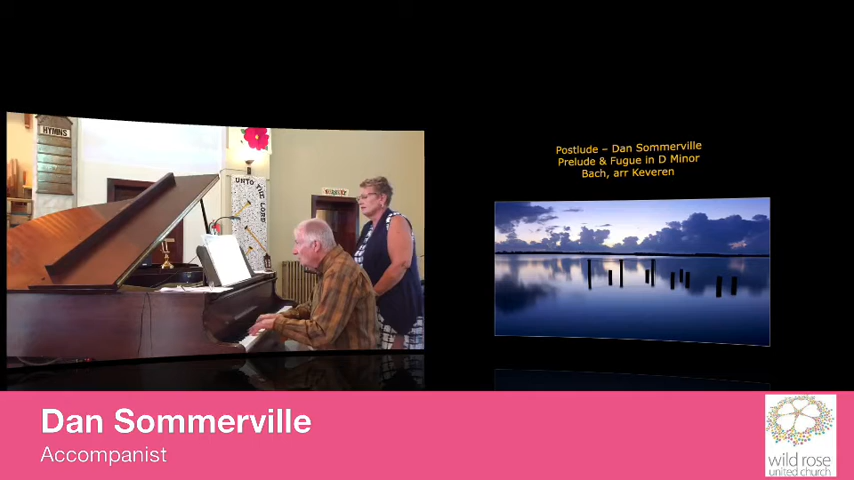 HYMNS
UNTO THE
LORD
Postlude – Dan Sommerville
Prelude & Fugue in D Minor
Bach, arr Keveren
Dan Sommerville
Accompanist
wild rose
united church